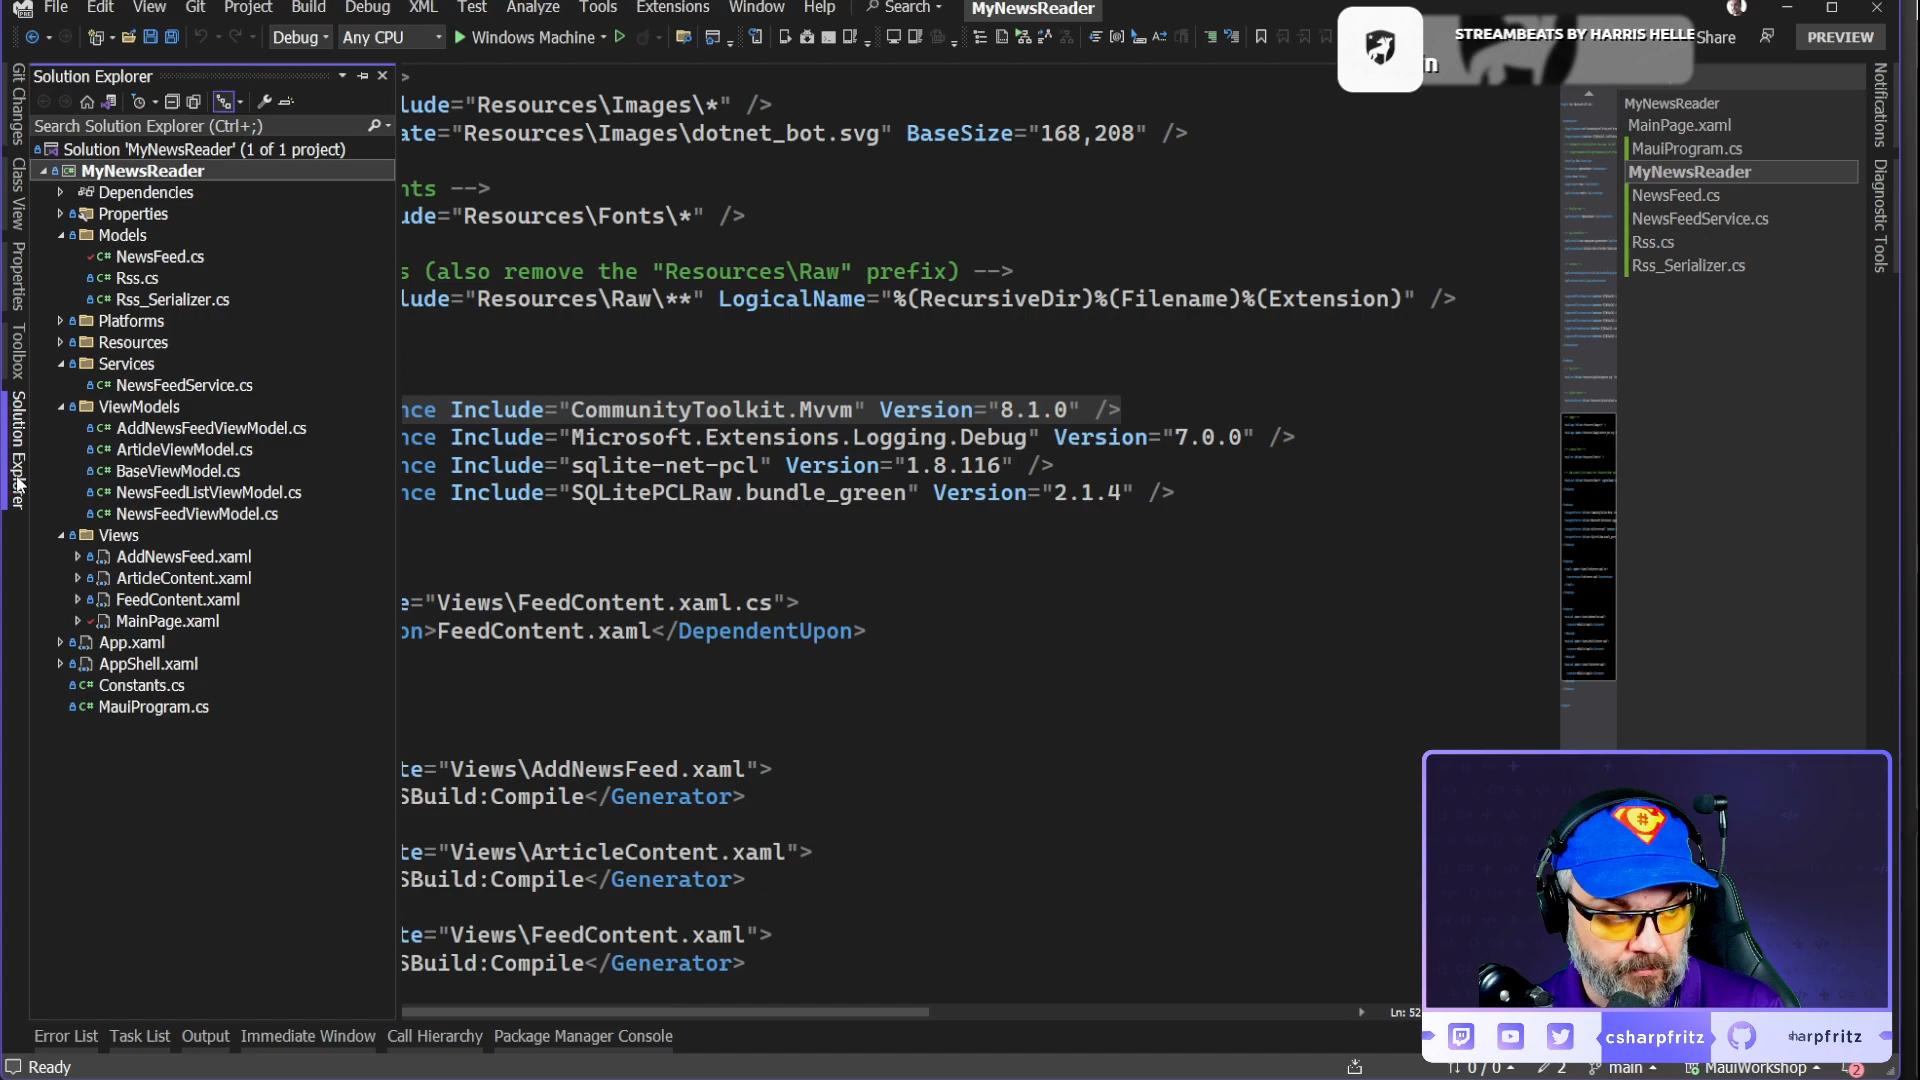 File Edit View Git Project Build Debug XML Test Analyze Tools Extensions Window Help Search MyNewsReader
Debug Any CPU Windows Machine Share PREVIEW
STREAMBEATS BY HARRIS HELLE
Git Changes
Class View
Properties
Toolbox
Solution Explorer
Solution Explorer
Search Solution Explorer (Ctrl+;)
Solution 'MyNewsReader' (1 of 1 project)
MyNewsReader
Dependencies
Properties
Models
NewsFeed.cs
Rss.cs
Rss_Serializer.cs
Platforms
Resources
Services
NewsFeedService.cs
ViewModels
AddNewsFeedViewModel.cs
ArticleViewModel.cs
BaseViewModel.cs
NewsFeedListViewModel.cs
NewsFeedViewModel.cs
Views
AddNewsFeed.xaml
ArticleContent.xaml
FeedContent.xaml
MainPage.xaml
App.xaml
AppShell.xaml
Constants.cs
MauiProgram.cs
>
lude="Resources\Images\*" />
ate="Resources\Images\dotnet_bot.svg" BaseSize="168,208" />
nts -->
ude="Resources\Fonts\*" />
s (also remove the "Resources\Raw" prefix) -->
lude="Resources\Raw\**" LogicalName="%(RecursiveDir)%(Filename)%(Extension)" />
nce Include="CommunityToolkit.Mvvm" Version="8.1.0" />
nce Include="Microsoft.Extensions.Logging.Debug" Version="7.0.0" />
nce Include="sqlite-net-pcl" Version="1.8.116" />
nce Include="SQLitePCLRaw.bundle_green" Version="2.1.4" />
e="Views\FeedContent.xaml.cs">
on>FeedContent.xaml</DependentUpon>
te="Views\AddNewsFeed.xaml">
SBuild:Compile</Generator>
te="Views\ArticleContent.xaml">
SBuild:Compile</Generator>
te="Views\FeedContent.xaml">
SBuild:Compile</Generator>
Ln: 52
MyNewsReader
MainPage.xaml
MauiProgram.cs
MyNewsReader
NewsFeed.cs
NewsFeedService.cs
Rss.cs
Rss_Serializer.cs
Notifications
Diagnostic Tools
csharpfritz
sharpfritz
Error List Task List Output Immediate Window Call Hierarchy Package Manager Console
Ready
0 / 0 2 main MauiWorkshop 2